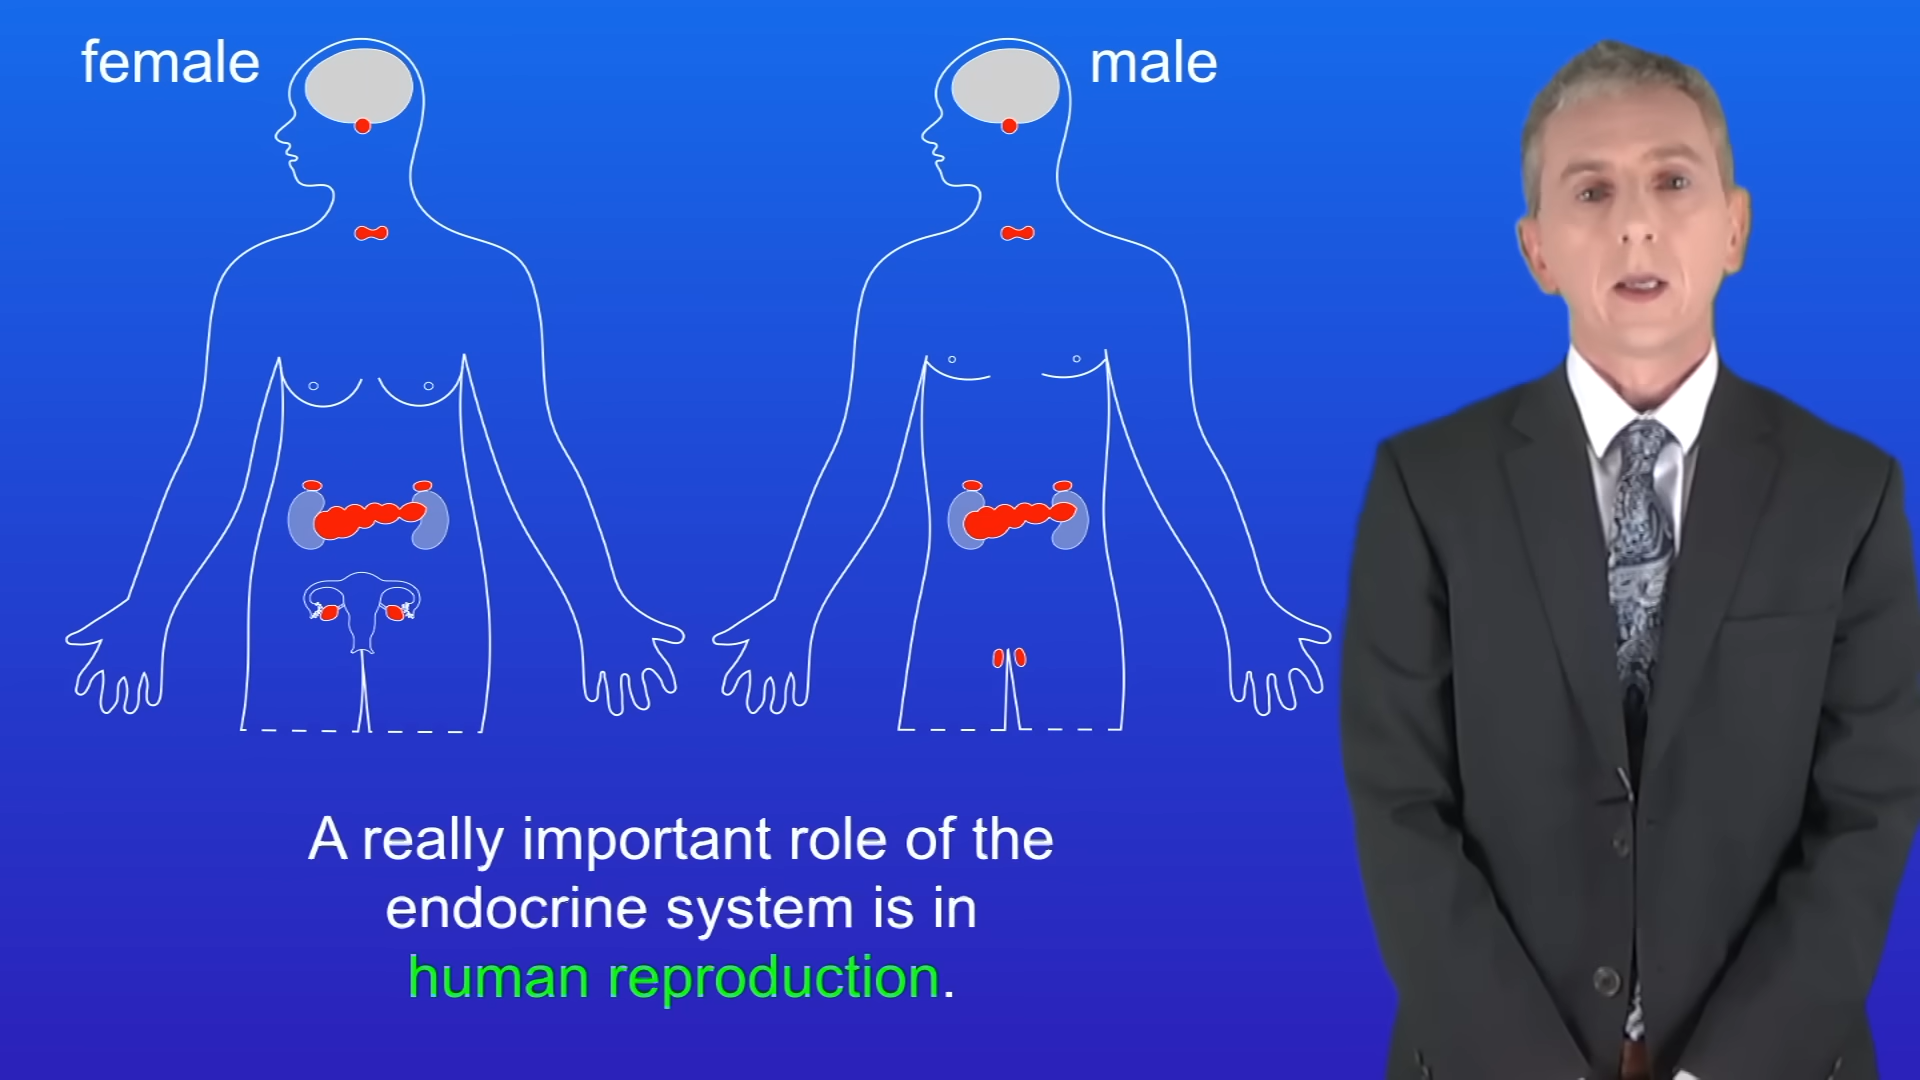 female
male
A really important role of the
endocrine system is in
human reproduction.